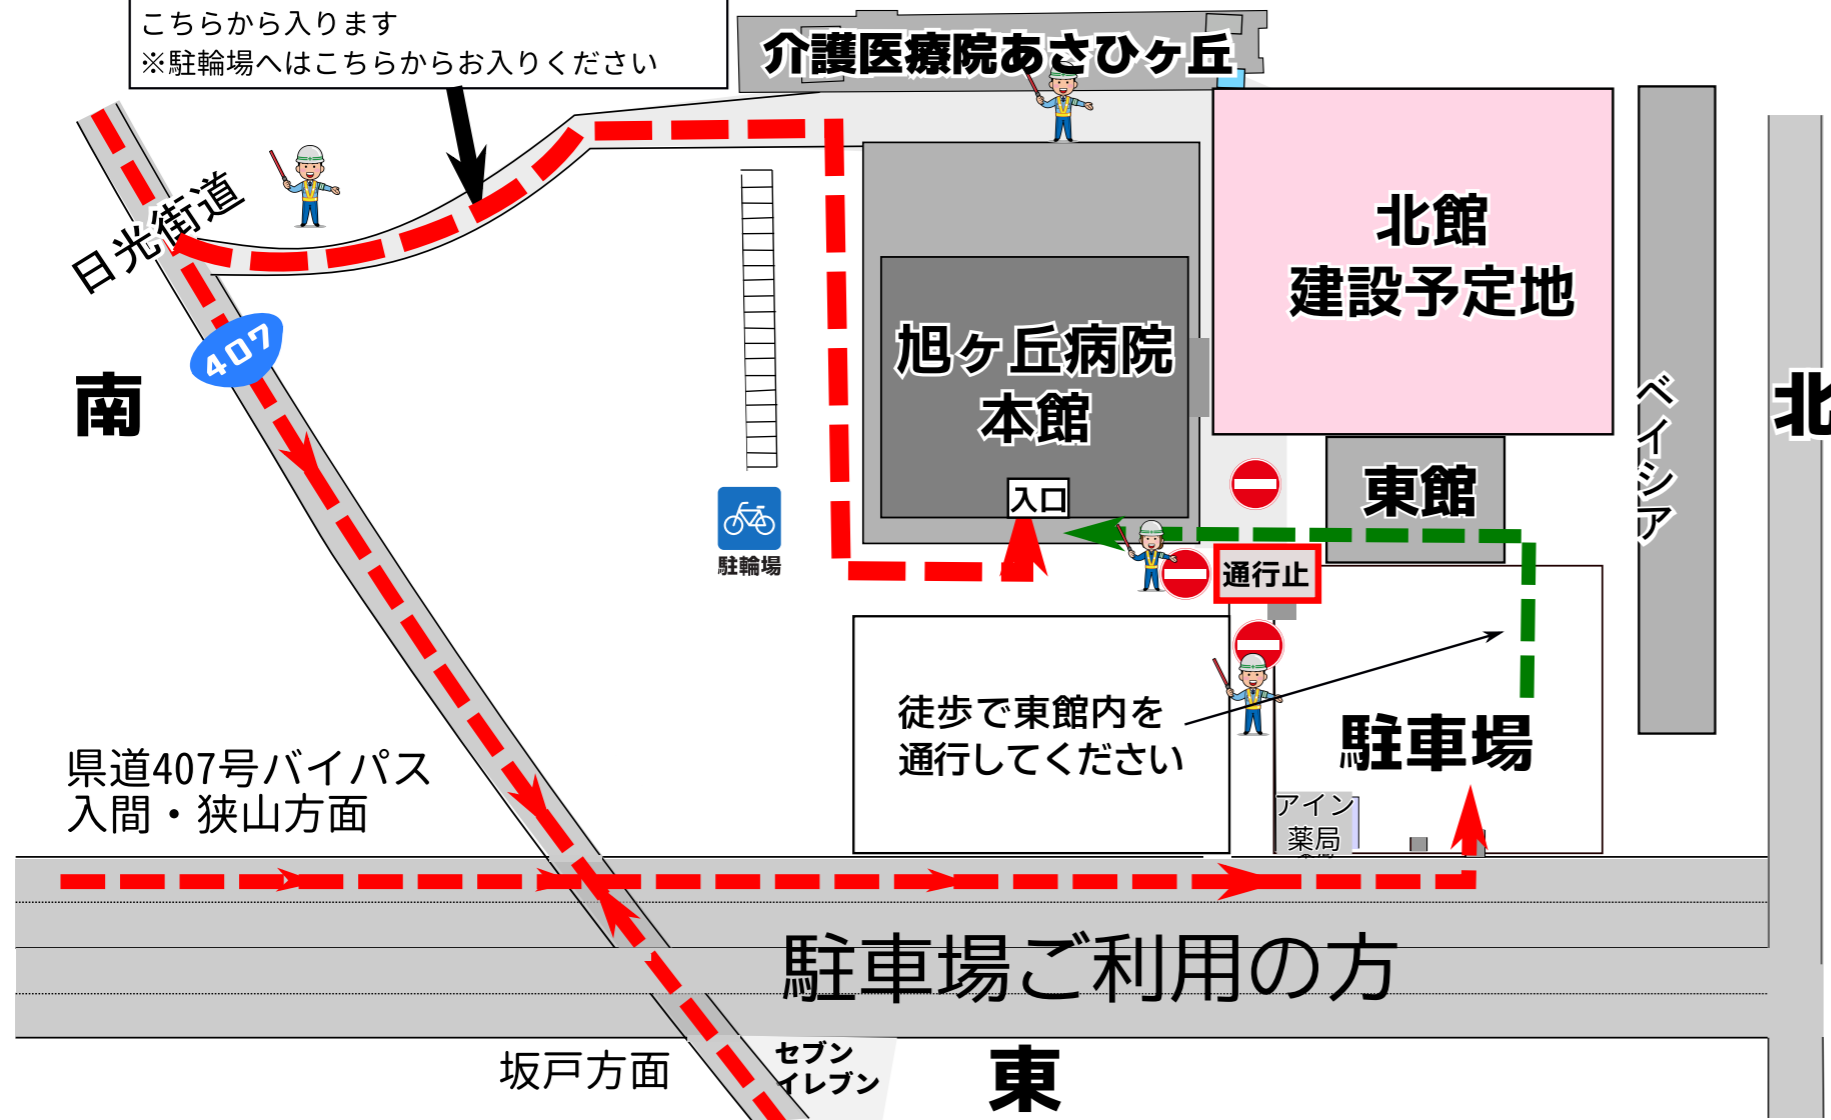 こちらから入ります
※駐輪場へはこちらからお入りください
介護医療院あさひヶ丘
日光街道
407
南
北館
建設予定地
旭ヶ丘病院
本館
入口
東館
ベイシア
北
駐輪場
通行止
徒歩で東館内を
通行してください
駐車場
アイン
薬局
県道407号バイパス
入間・狭山方面
駐車場ご利用の方
坂戸方面
セブン
イレブン
東